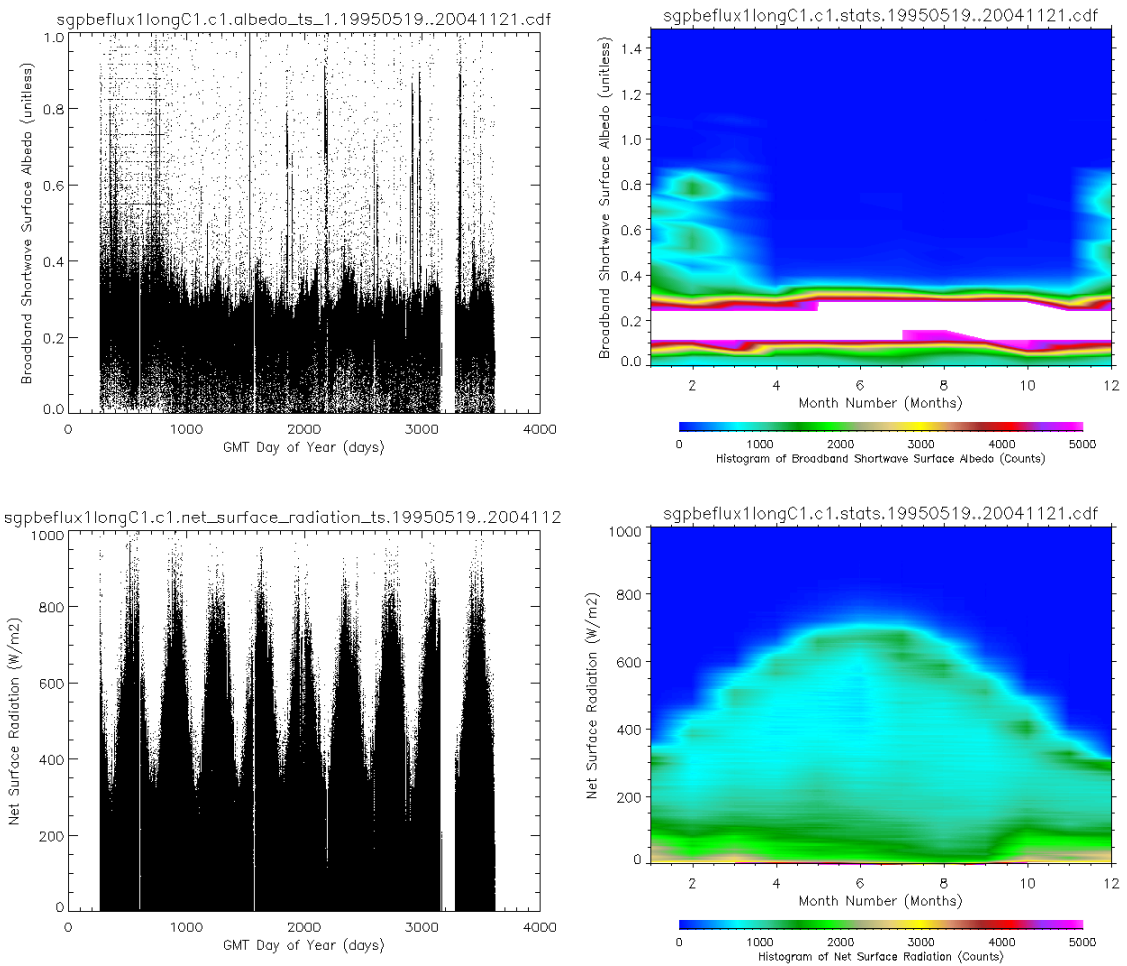 sgpbeflux1longC1.c1.albedo_ts_1.19950519..20041121.cdf
1.0
0.8
0.6
0.4
0.2
0.0
Broadband Shortwave Surface Albedo (unitless)
0 1000 2000 3000 4000
GMT Day of Year (days)
sgpbeflux1longC1.c1.stats.19950519..20041121.cdf
1.4
1.2
1.0
0.8
0.6
0.4
0.2
0.0
Broadband Shortwave Surface Albedo (unitless)
2 4 6 8 10 12
Month Number (Months)
0 1000 2000 3000 4000 5000
Histogram of Broadband Shortwave Surface Albedo (Counts)
sgpbeflux1longC1.c1.net_surface_radiation_ts.19950519..2004112
1000
800
600
400
200
0
Net Surface Radiation (W/m2)
0 1000 2000 3000 4000
GMT Day of Year (days)
sgpbeflux1longC1.c1.stats.19950519..20041121.cdf
1000
800
600
400
200
0
Net Surface Radiation (W/m2)
2 4 6 8 10 12
Month Number (Months)
0 1000 2000 3000 4000 5000
Histogram of Net Surface Radiation (Counts)